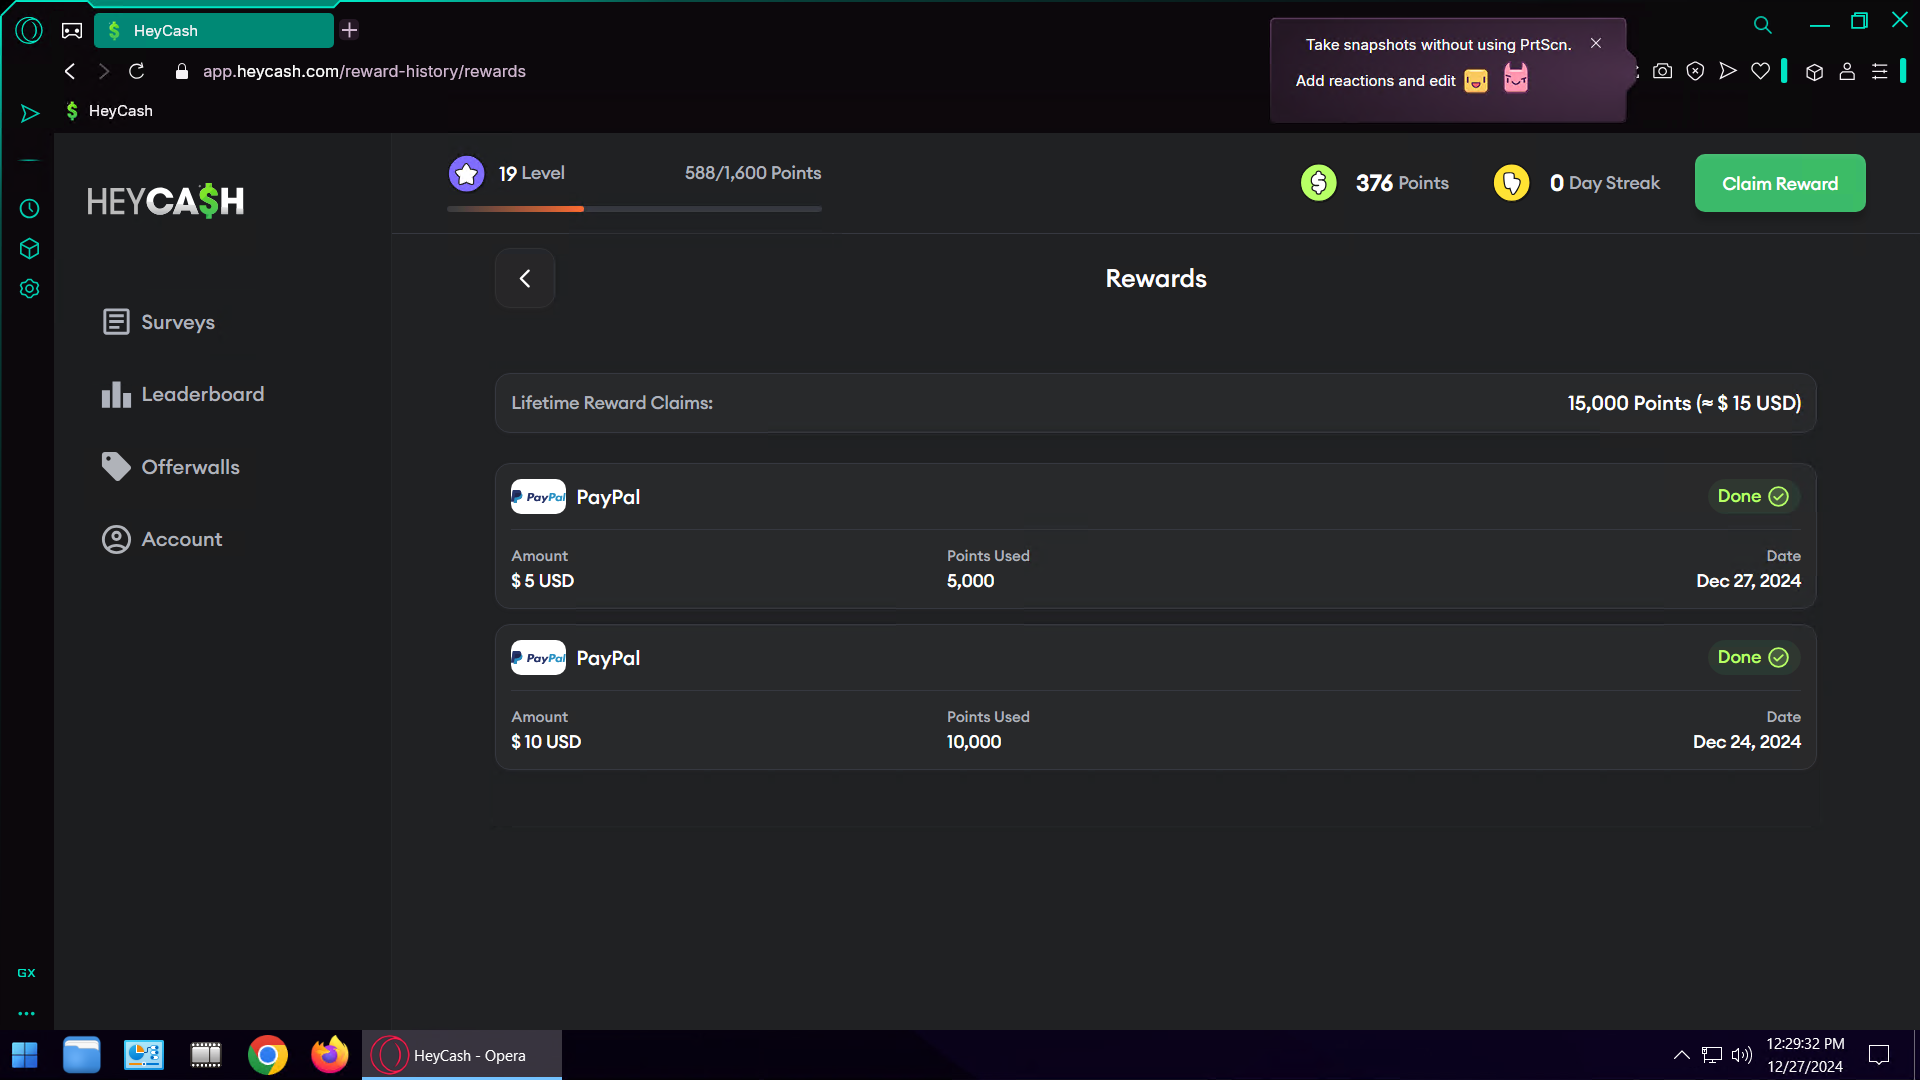 HeyCash
Take snapshots without using PrtScn.
Add reactions and edit
app.heycash.com/reward-history/rewards
HeyCash
HEYCA$H
19 Level
588/1,600 Points
376 Points
0 Day Streak
Claim Reward
Rewards
Surveys
Leaderboard
Offerwalls
Account
Lifetime Reward Claims:
15,000 Points (≈ $ 15 USD)
PayPal
PayPal
Done
Amount
Points Used
Date
$ 5 USD
5,000
Dec 27, 2024
PayPal
PayPal
Done
Amount
Points Used
Date
$ 10 USD
10,000
Dec 24, 2024
GX
HeyCash - Opera
12:29:32 PM
12/27/2024